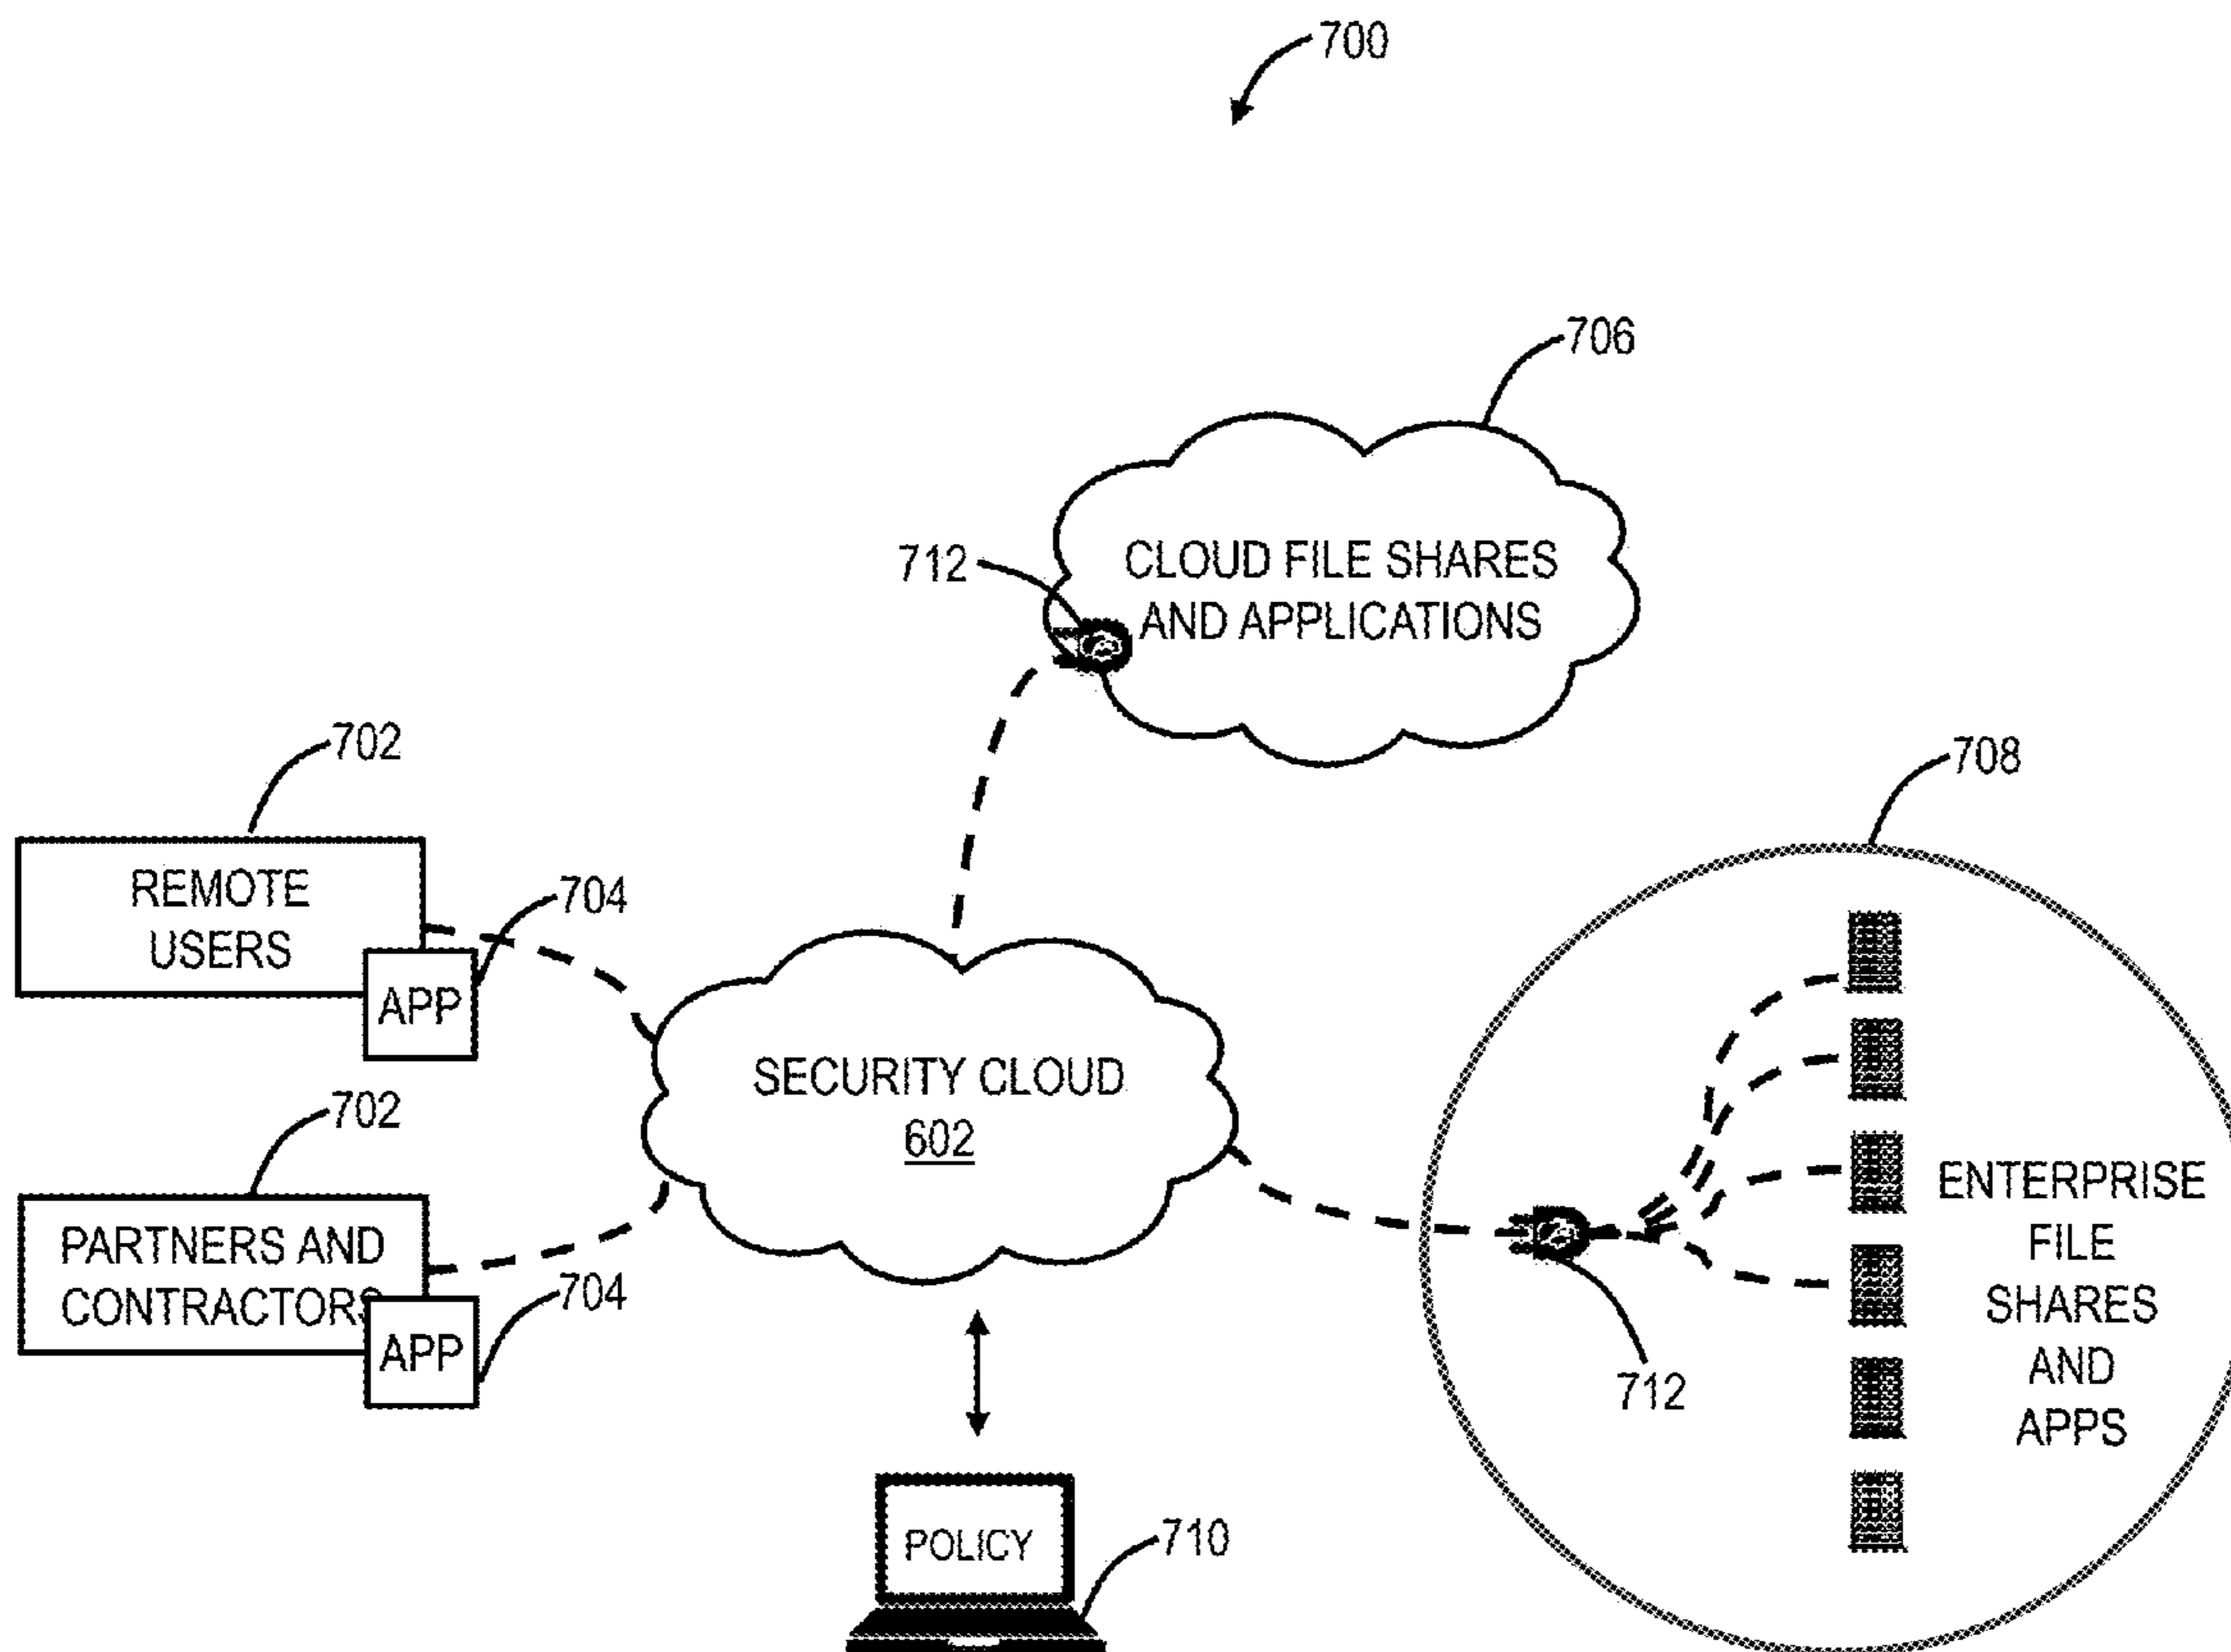 700
706
712
CLOUD FILE SHARES
AND APPLICATIONS
702
708
REMOTE
USERS
704
APP
SECURITY CLOUD
602
702
PARTNERS AND
CONTRACTORS
704
APP
ENTERPRISE
FILE
SHARES
AND
APPS
712
POLICY
710